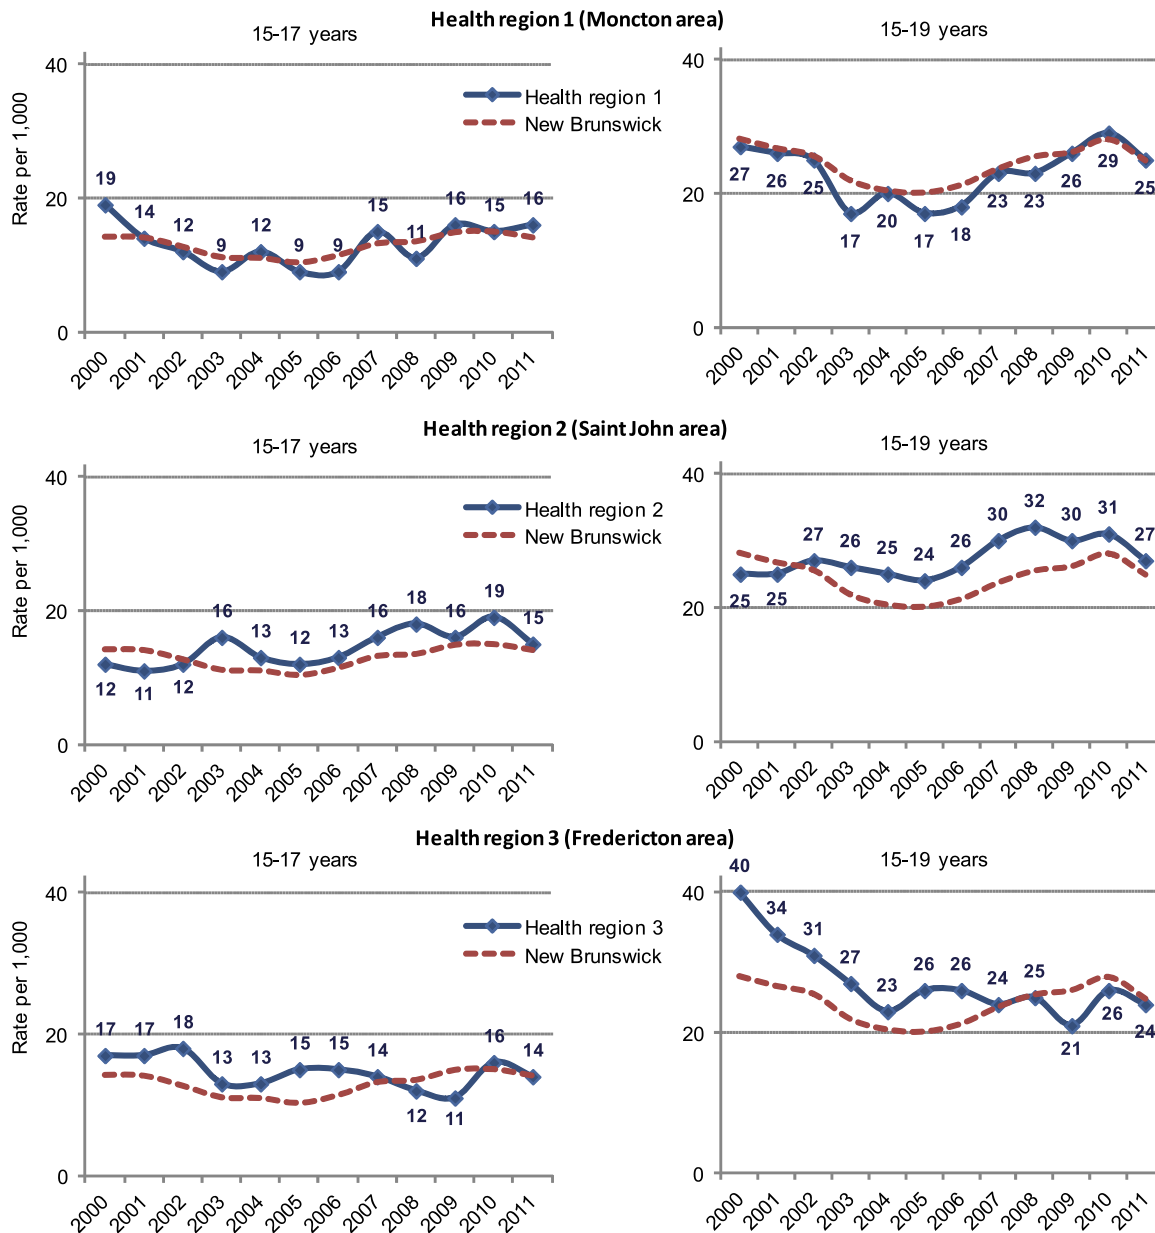 Health region 1 (Moncton area)
15-17 years
15-19 years
Rate per 1,000
40
20
0
Health region 1
New Brunswick
19 14 12 9 12 9 9 15 11 16 15 16
2000 2001 2002 2003 2004 2005 2006 2007 2008 2009 2010 2011
40
20
0
27 26 25 17 20 17 18 23 23 26 29 25
2000 2001 2002 2003 2004 2005 2006 2007 2008 2009 2010 2011
Health region 2 (Saint John area)
15-17 years
15-19 years
Rate per 1,000
40
20
0
Health region 2
New Brunswick
12 11 12 16 13 12 13 16 18 16 19 15
2000 2001 2002 2003 2004 2005 2006 2007 2008 2009 2010 2011
40
20
0
25 25 27 26 25 24 26 30 32 30 31 27
2000 2001 2002 2003 2004 2005 2006 2007 2008 2009 2010 2011
Health region 3 (Fredericton area)
15-17 years
15-19 years
Rate per 1,000
40
20
0
Health region 3
New Brunswick
17 17 18 13 13 15 15 14 12 11 16 14
2000 2001 2002 2003 2004 2005 2006 2007 2008 2009 2010 2011
40
20
0
40 34 31 27 23 26 26 24 25 21 26 24
2000 2001 2002 2003 2004 2005 2006 2007 2008 2009 2010 2011